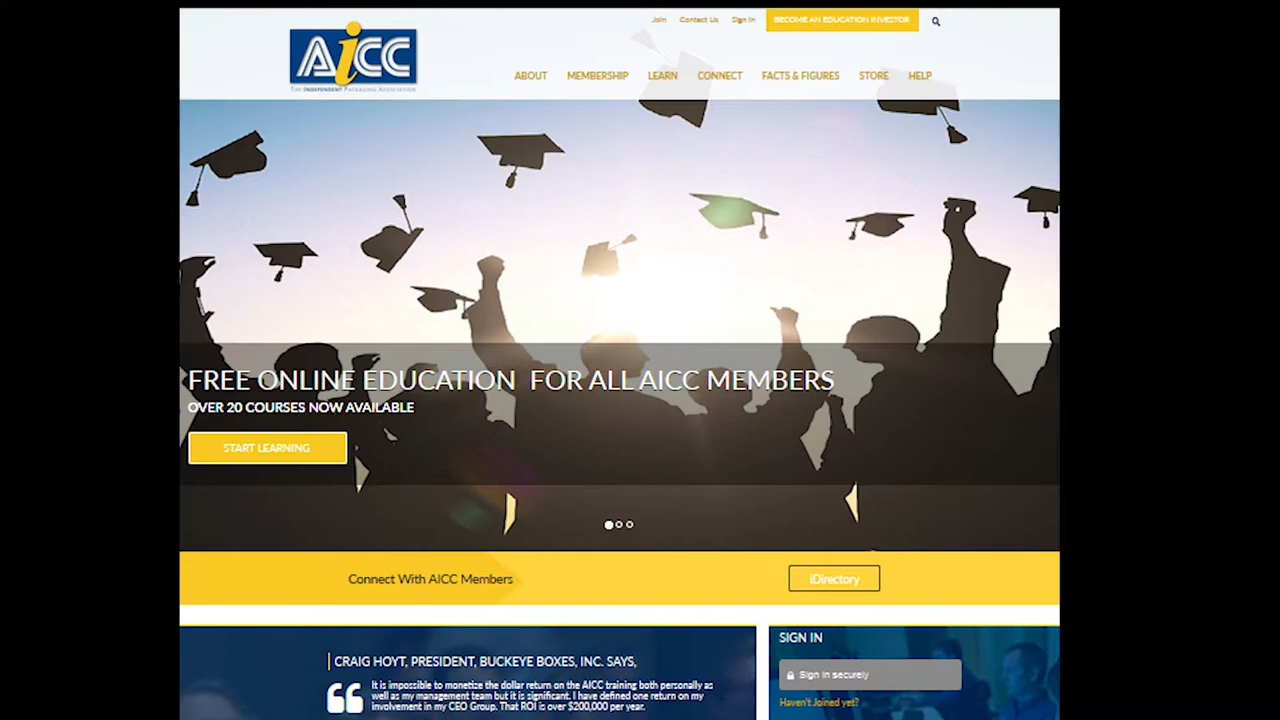 Join Contact Us Sign In BECOME AN EDUCATION INVESTOR
AiCC
THE INDEPENDENT PACKAGING ASSOCIATION
ABOUT MEMBERSHIP LEARN CONNECT FACTS & FIGURES STORE HELP
FREE ONLINE EDUCATION FOR ALL AICC MEMBERS
OVER 20 COURSES NOW AVAILABLE
START LEARNING
Connect With AICC Members iDirectory
CRAIG HOYT, PRESIDENT, BUCKEYE BOXES, INC. SAYS,
It is impossible to monetize the dollar return on the AICC training both personally as
well as my management team but it is significant. I have defined one return on my
involvement in my CEO Group. That ROI is over $200,000 per year.
SIGN IN
Sign in securely
Haven't Joined yet?